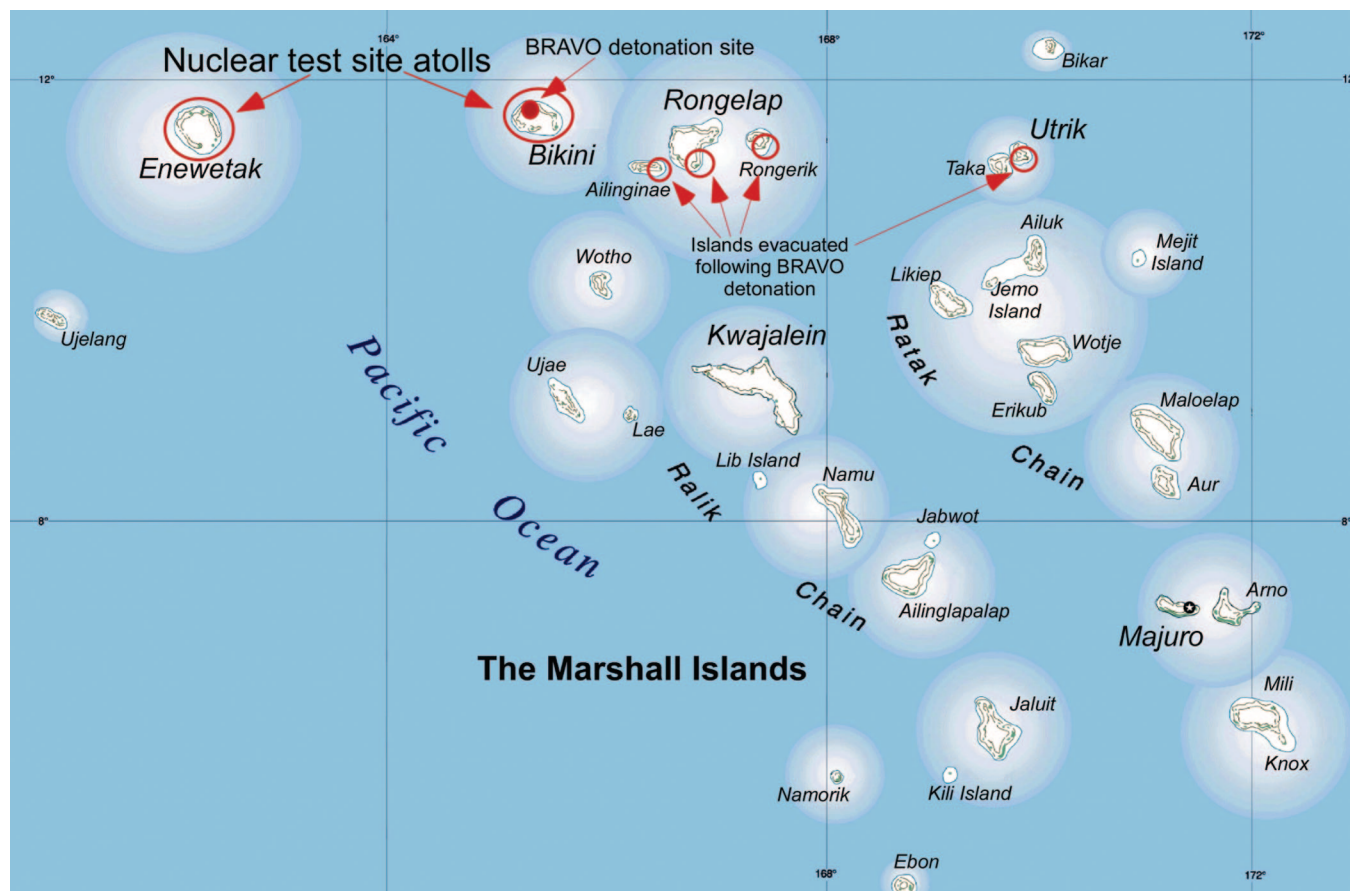 164°
168°
172°
BRAVO detonation site
Nuclear test site atolls
Bikar
12°
12
Rongelap
Utrik
Enewetak
Bikini
Ailinginae
Rongerik
Taka
Islands evacuated
following BRAVO
detonation
Ailuk
Mejit
Island
Wotho
Likiep
Jemo
Island
Ujelang
Kwajalein
Ratak
Wotje
Pacific
Ujae
Erikub
Maloelap
Lae
Chain
Lib Island
Ralik
Namu
Aur
Ocean
8°
8°
Jabwot
Chain
Ailinglapalap
Arno
Majuro
The Marshall Islands
Mili
Jaluit
Knox
Namorik
Kili Island
Ebon
168°
172°